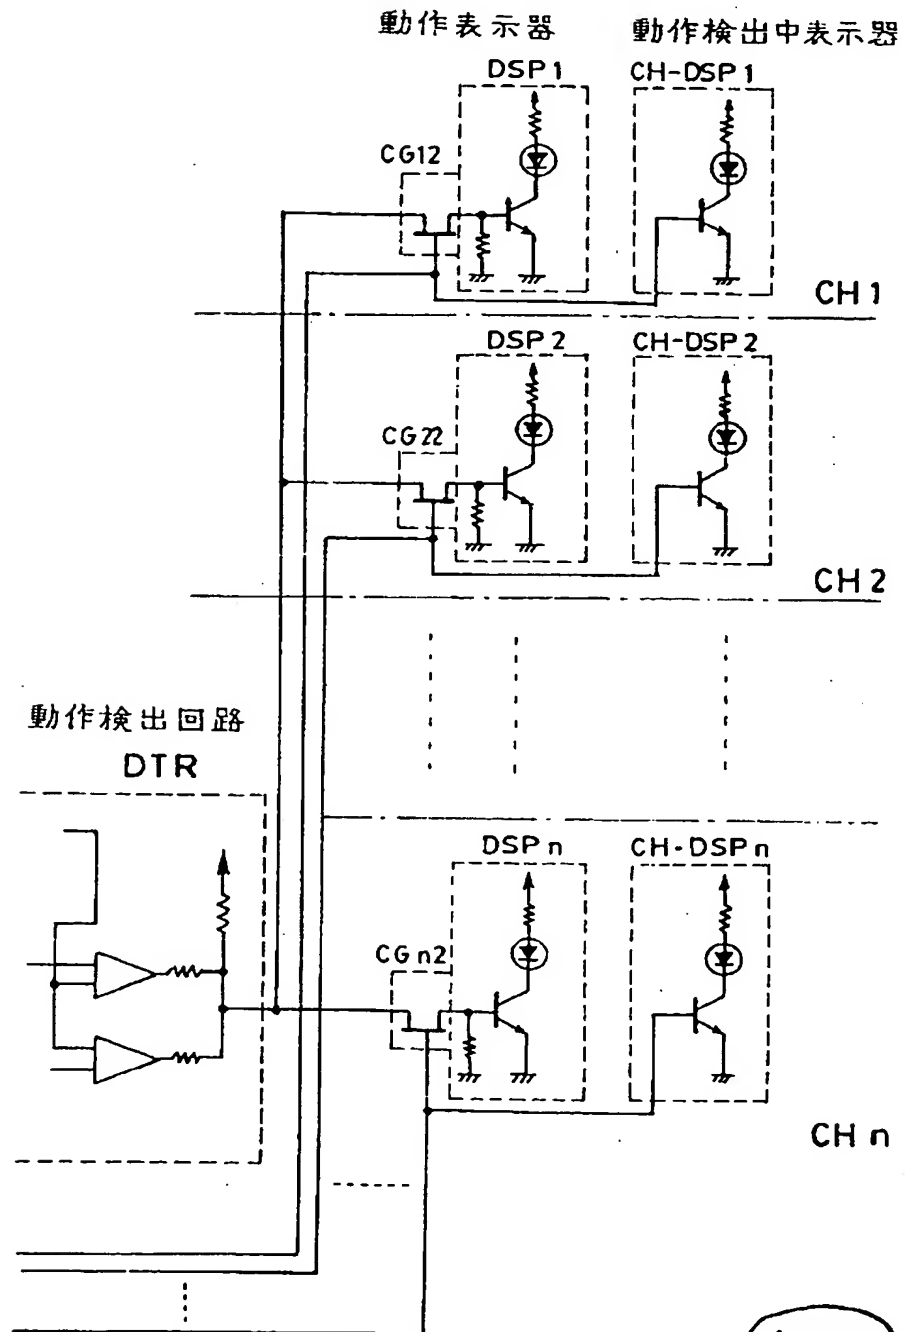 動作表示器 動作検出中表示器
DSP1 CH-DSP1
CG12
CH1
DSP2 CH-DSP2
CG22
CH2
動作検出回路
DTR
DSPn CH-DSPn
CGn2
CHn